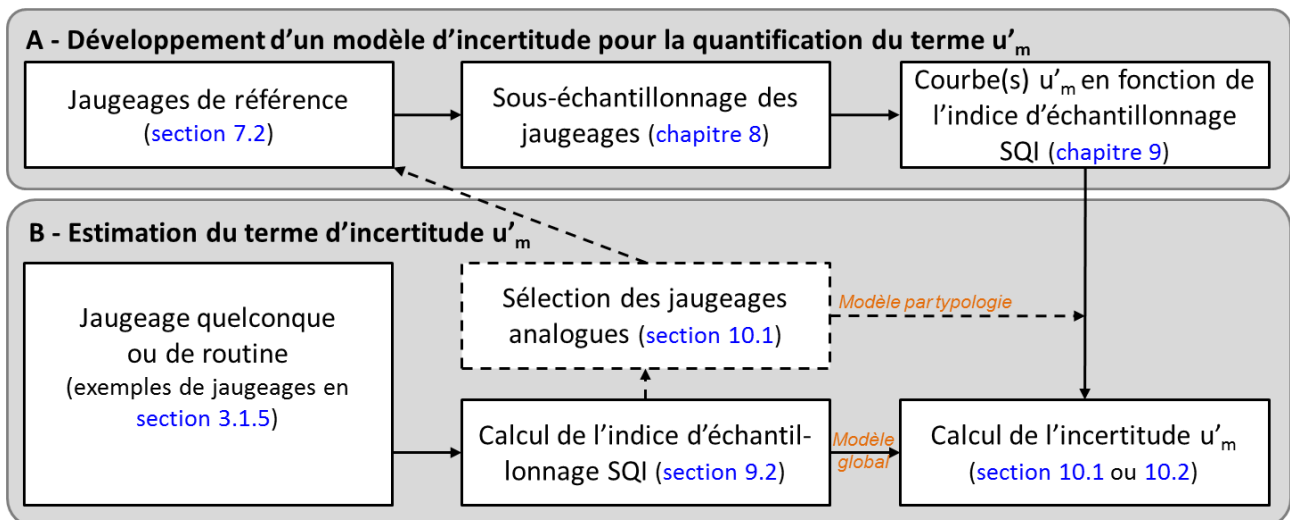 A - Développement d’un modèle d’incertitude pour la quantification du terme u’m
Jaugeages de référence
(section 7.2)
Sous-échantillonnage des
jaugeages (chapitre 8)
Courbe(s) u’m en fonction de
l’indice d’échantillonnage
SQI (chapitre 9)
B - Estimation du terme d’incertitude u’m
Jaugeage quelconque
ou de routine
(exemples de jaugeages en
section 3.1.5)
Sélection des jaugeages
analogues (section 10.1)
Modèle par typologie
Calcul de l’indice d’échantil-
lonnage SQI (section 9.2)
Modèle
global
Calcul de l’incertitude u’m
(section 10.1 ou 10.2)